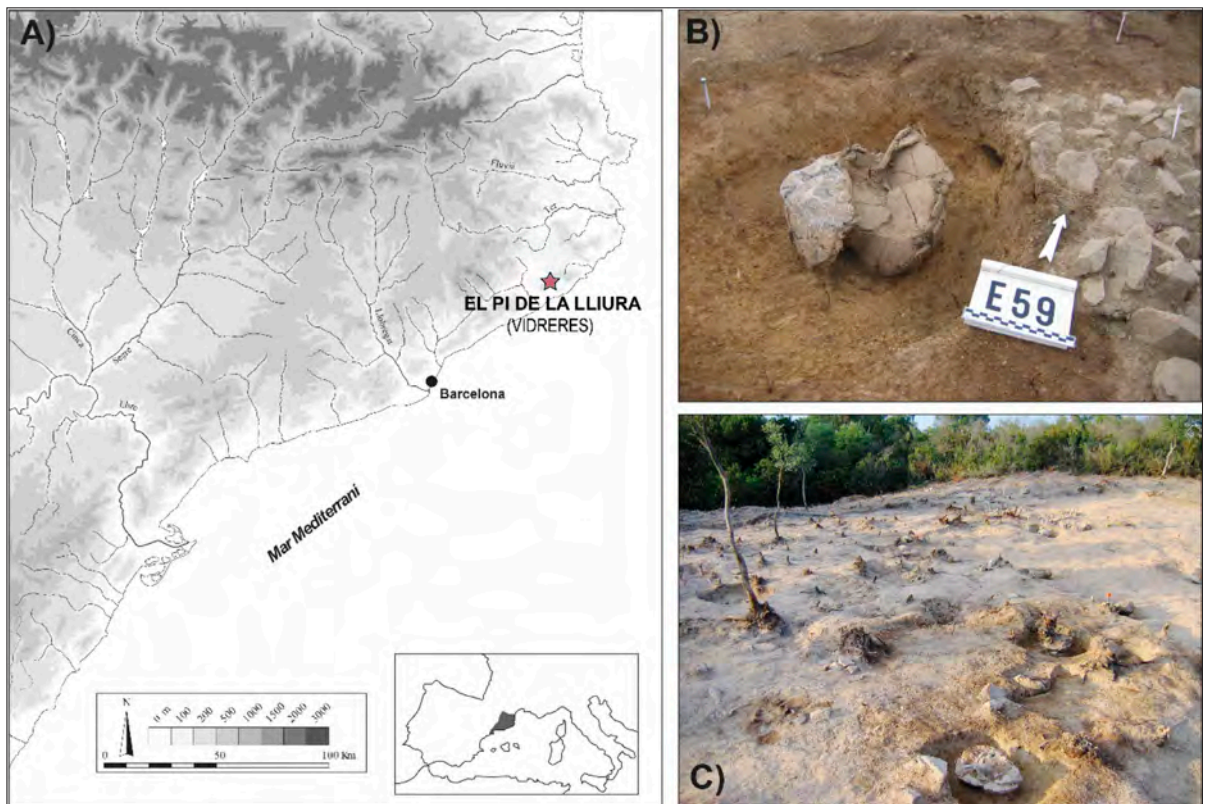 A)
Fluvià
Ter
EL PI DE LA LLIURA
(VIDRERES)
Llobregat
Cinca
Segre
Barcelona
Ebre
Mar Mediterrani
N
0 m 100 200 500 1000 1500 2000 3000
0 50 100 Km
B)
E59
C)